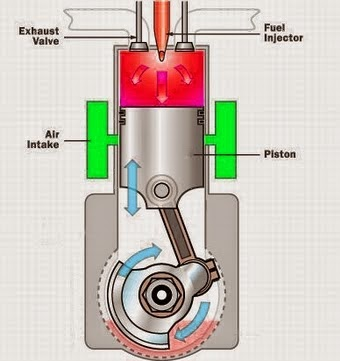 Exhaust
Valve
Fuel
Injector
Air
Intake
Piston